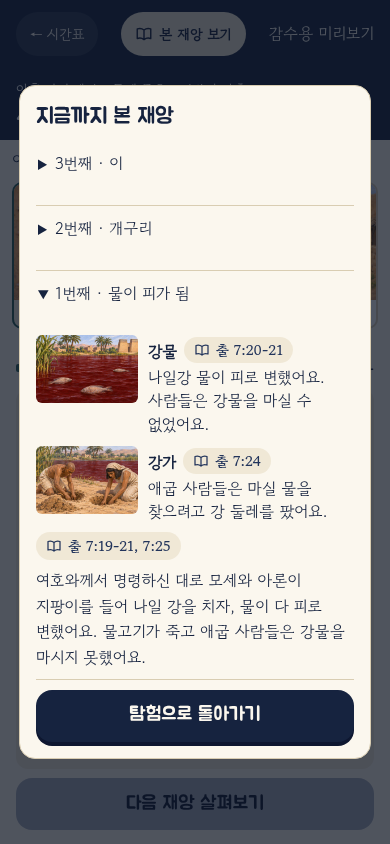 ← 시간표
본 재앙 보기
감수용 미리보기
지금까지 본 재앙
▶ 3번째 · 이
▶ 2번째 · 개구리
▼ 1번째 · 물이 피가 됨
강물 출 7:20-21
나일강 물이 피로 변했어요.
사람들은 강물을 마실 수
없었어요.
강가 출 7:24
애굽 사람들은 마실 물을
찾으려고 강 둘레를 팠어요.
출 7:19-21, 7:25
여호와께서 명령하신 대로 모세와 아론이
지팡이를 들어 나일 강을 치자, 물이 다 피로
변했어요. 물고기가 죽고 애굽 사람들은 강물을
마시지 못했어요.
탐험으로 돌아가기
다음 재앙 살펴보기